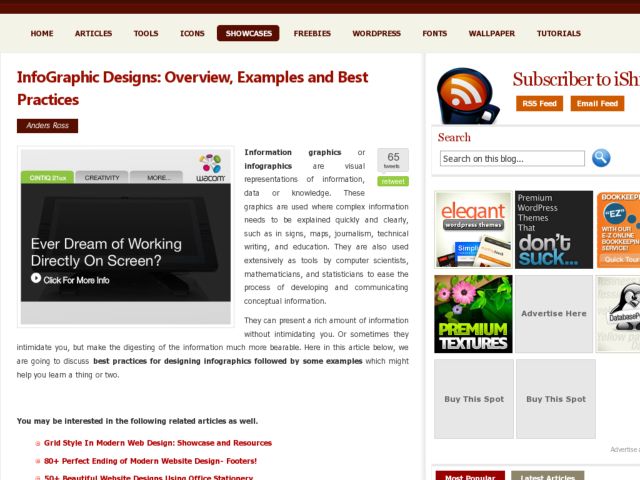 HOME ARTICLES TOOLS ICONS SHOWCASES FREEBIES WORDPRESS FONTS WALLPAPER TUTORIALS
InfoGraphic Designs: Overview, Examples and Best
Practices
Anders Ross
CINTIQ 21UX CREATIVITY MORE... wacom
Ever Dream of Working
Directly On Screen?
Click For More Info
Information graphics or
infographics are visual
representations of information,
data or knowledge. These
graphics are used where complex information
needs to be explained quickly and clearly,
such as in signs, maps, journalism, technical
writing, and education. They are also used
extensively as tools by computer scientists,
mathematicians, and statisticians to ease the
process of developing and communicating
conceptual information.
65
tweets
retweet
They can present a rich amount of information
without intimidating you. Or sometimes they
intimidate you, but make the digesting of the information much more bearable. Here in this article below, we
are going to discuss best practices for designing infographics followed by some examples which might
help you learn a thing or two.
You may be interested in the following related articles as well.
Grid Style In Modern Web Design: Showcase and Resources
80+ Perfect Ending of Modern Website Design- Footers!
50+ Beautiful Website Designs Using Office Stationery
Subscriber to iShr
RSS Feed Email Feed
Search
Search on this blog...
elegant
wordpress themes
Simply
Premium
WordPress
Themes
That
don't
suck...
BOOKKEEP
"EZ"
WITH OUR
E-Z ONLINE
BOOKKEEPIN
SERVICE!
Quick Tour
PREMIUM
TEXTURES
Advertise Here
DatabaseP
Buy This Spot
Buy This Spot
Advertise
Most Popular Latest Articles